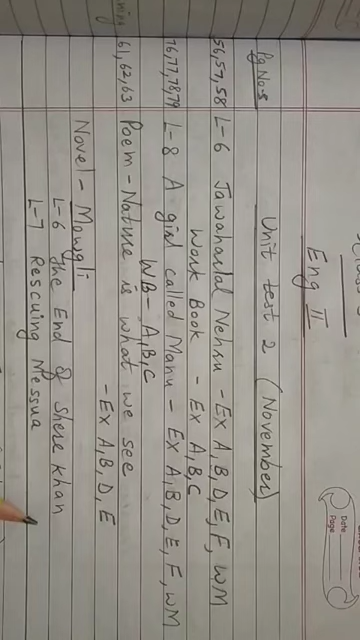 Eng II
Unit test 2 (November)
Pg No-s
56,57,58 L-6 Jawaharlal Nehru - Ex A, B, D, E, F, WM
Work Book - Ex A, B, C
76,77,78,79 L-8 A girl called Manu - Ex A, B, D, E, F, WM
WB - A, B, C
61,62,63 Poem - Nature is what we see
- Ex A, B, D, E
Novel - Mowgli
L-6 The End of Shere Khan
L-7 Rescuing Messua
Date
Page